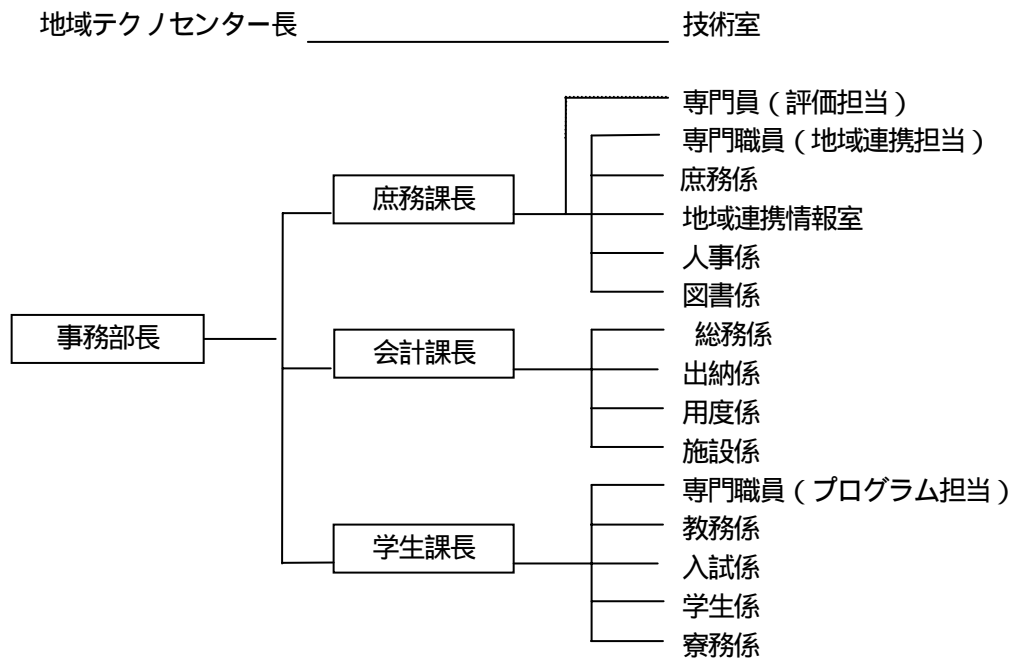 地域テクノセンター長 技術室
専門員（評価担当）
専門職員（地域連携担当）
庶務課長
庶務係
地域連携情報室
人事係
図書係
事務部長
会計課長
総務係
出納係
用度係
施設係
学生課長
専門職員（プログラム担当）
教務係
入試係
学生係
寮務係